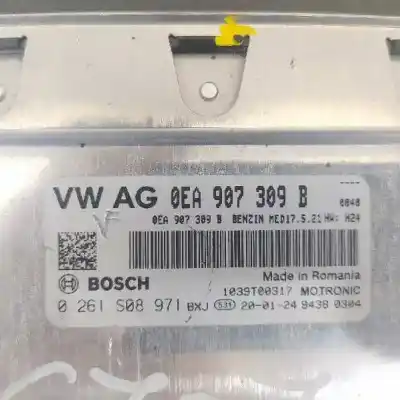 VW AG 0EA 907 309 B
0848
0EA 907 309 B BENZIN MED17.5.21 HW: H24
BOSCH
Made in Romania
1039T00317 MOTRONIC
0 261 S08 971 BXJ 531 20-01-24 9438 0304